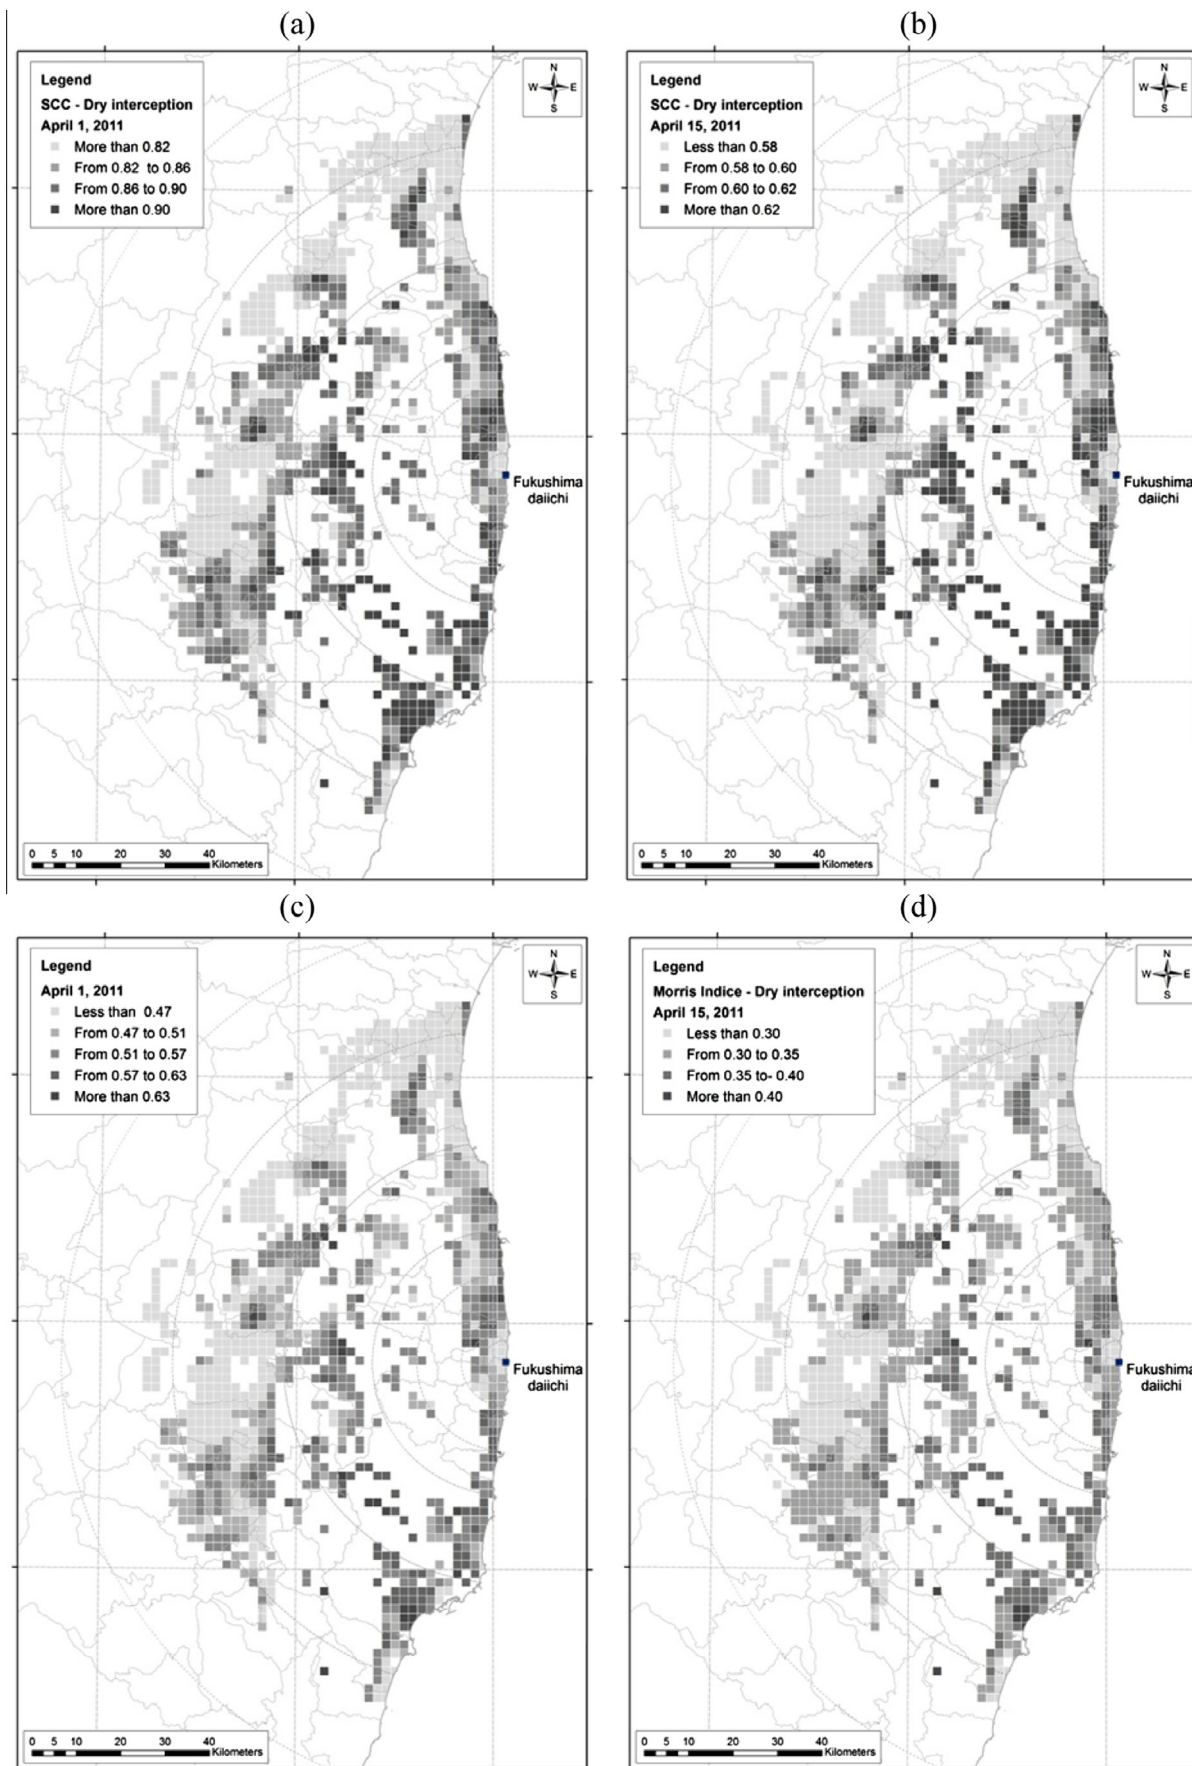 (a)
Legend
SCC - Dry interception
April 1, 2011
More than 0.82
From 0.82 to 0.86
From 0.86 to 0.90
More than 0.90
N
W E
S
Fukushima
daiichi
0 5 10 20 30 40
Kilometers
(b)
Legend
SCC - Dry interception
April 15, 2011
Less than 0.58
From 0.58 to 0.60
From 0.60 to 0.62
More than 0.62
N
W E
S
Fukushima
daiichi
0 5 10 20 30 40
Kilometers
(c)
Legend
April 1, 2011
Less than 0.47
From 0.47 to 0.51
From 0.51 to 0.57
From 0.57 to 0.63
More than 0.63
N
W E
S
Fukushima
daiichi
0 5 10 20 30 40
Kilometers
(d)
Legend
Morris Indice - Dry interception
April 15, 2011
Less than 0.30
From 0.30 to 0.35
From 0.35 to- 0.40
More than 0.40
N
W E
S
Fukushima
daiichi
0 5 10 20 30 40
Kilometers